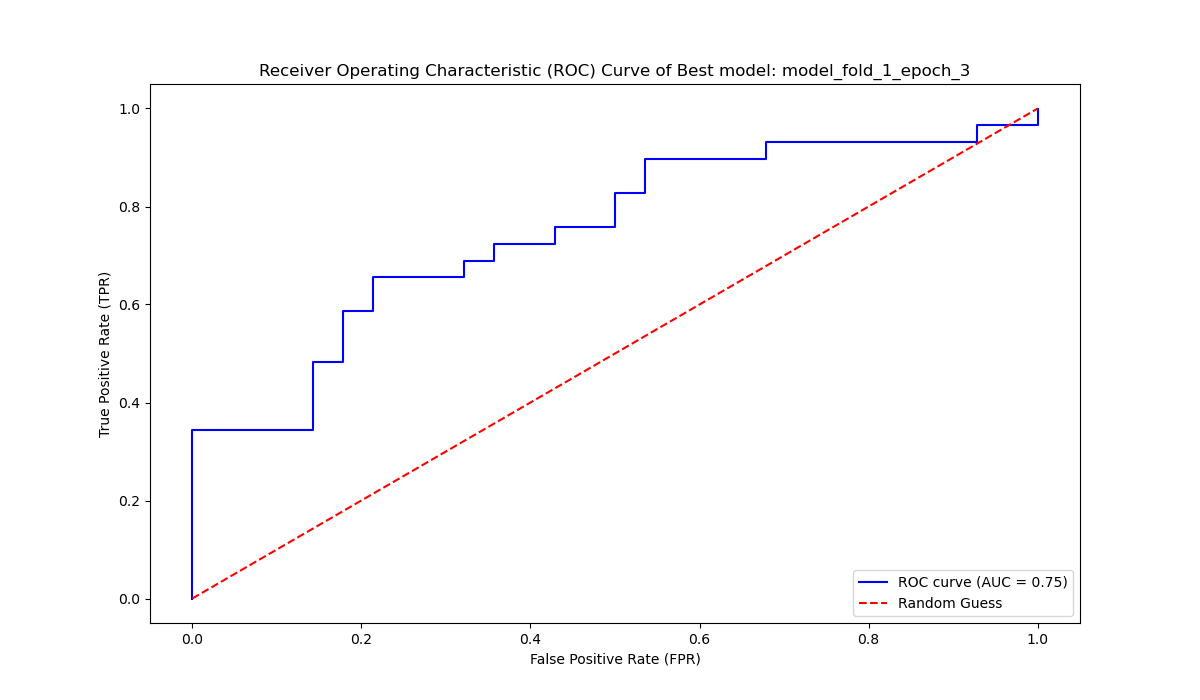 Receiver Operating Characteristic (ROC) Curve of Best model: model_fold_1_epoch_3
True Positive Rate (TPR)
1.0
0.8
0.6
0.4
0.2
0.0
ROC curve (AUC = 0.75)
Random Guess
0.0 0.2 0.4 0.6 0.8 1.0
False Positive Rate (FPR)